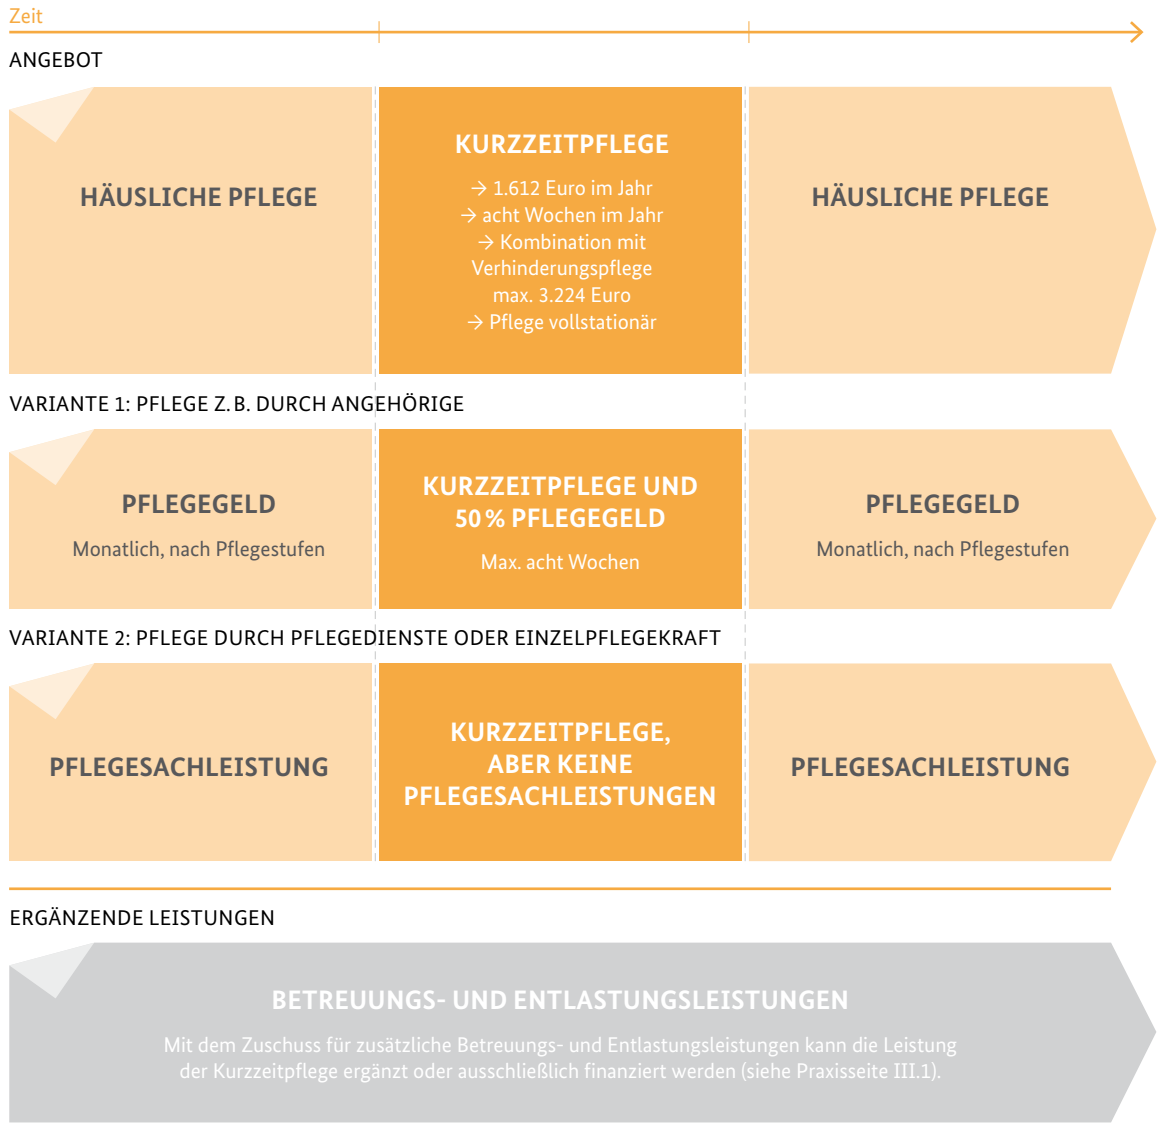 Zeit
ANGEBOT
HÄUSLICHE PFLEGE
KURZZEITPFLEGE
→ 1.612 Euro im Jahr
→ acht Wochen im Jahr
→ Kombination mit
Verhinderungspflege
max. 3.224 Euro
→ Pflege vollstationär
HÄUSLICHE PFLEGE
VARIANTE 1: PFLEGE Z. B. DURCH ANGEHÖRIGE
PFLEGEGELD
Monatlich, nach Pflegestufen
KURZZEITPFLEGE UND
50 % PFLEGEGELD
Max. acht Wochen
PFLEGEGELD
Monatlich, nach Pflegestufen
VARIANTE 2: PFLEGE DURCH PFLEGEDIENSTE ODER EINZELPFLEGEKRAFT
PFLEGESACHLEISTUNG
KURZZEITPFLEGE,
ABER KEINE
PFLEGESACHLEISTUNGEN
PFLEGESACHLEISTUNG
ERGÄNZENDE LEISTUNGEN
BETREUUNGS- UND ENTLASTUNGSLEISTUNGEN
Mit dem Zuschuss für zusätzliche Betreuungs- und Entlastungsleistungen kann die Leistung
der Kurzzeitpflege ergänzt oder ausschließlich finanziert werden (siehe Praxisseite III.1).